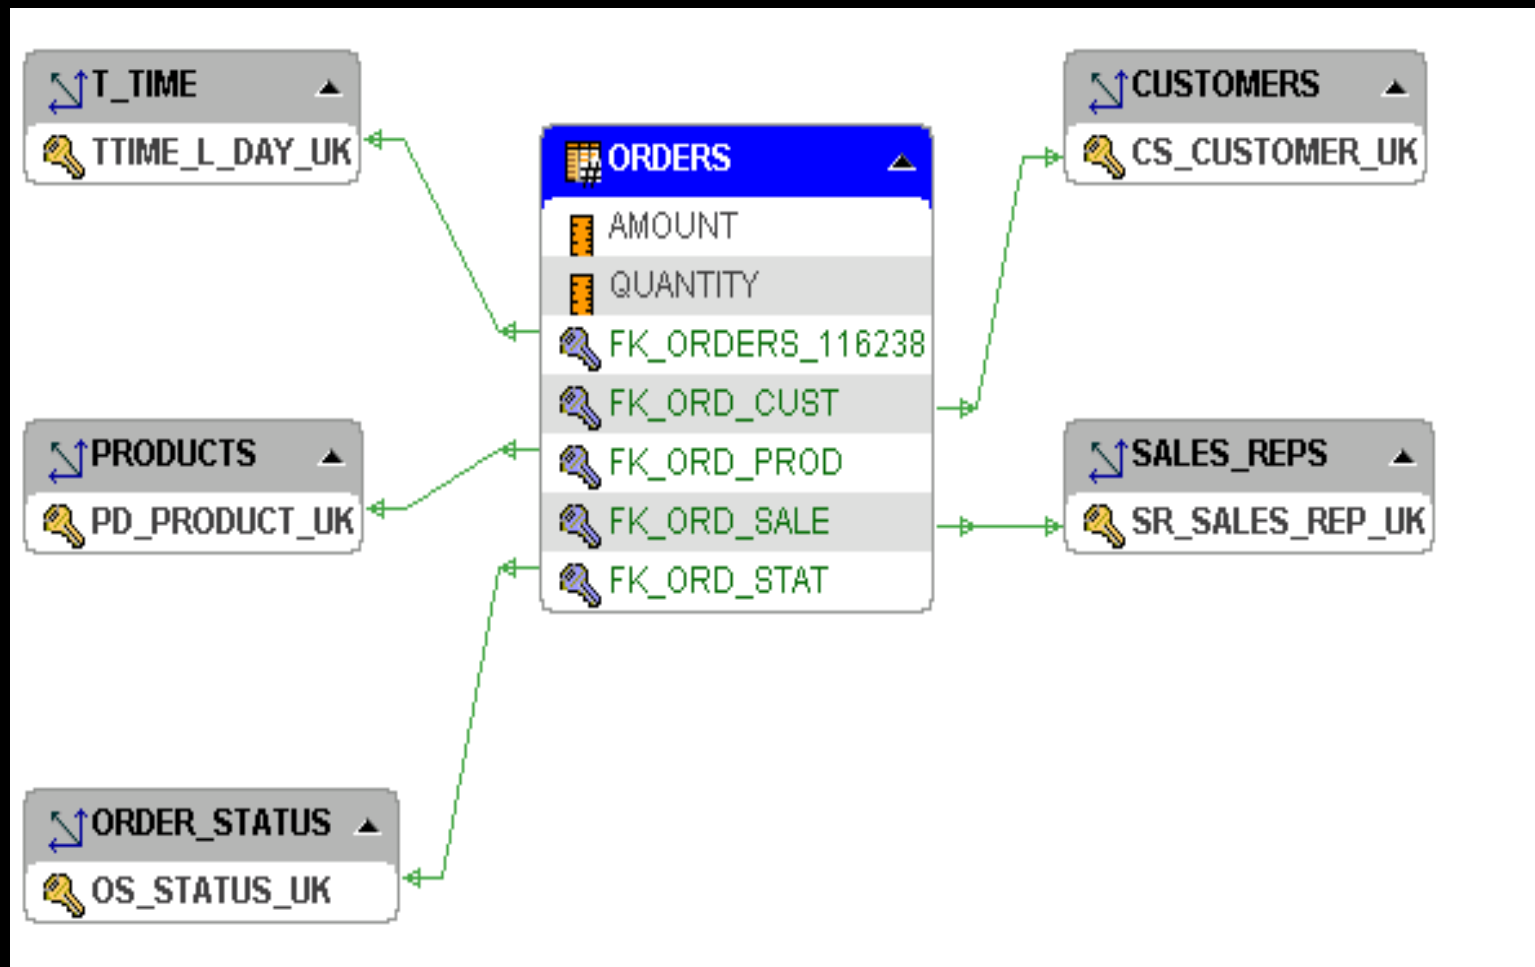 T_TIME
TTIME_L_DAY_UK
CUSTOMERS
CS_CUSTOMER_UK
ORDERS
AMOUNT
QUANTITY
FK_ORDERS_116238
FK_ORD_CUST
FK_ORD_PROD
FK_ORD_SALE
FK_ORD_STAT
PRODUCTS
PD_PRODUCT_UK
SALES_REPS
SR_SALES_REP_UK
ORDER_STATUS
OS_STATUS_UK